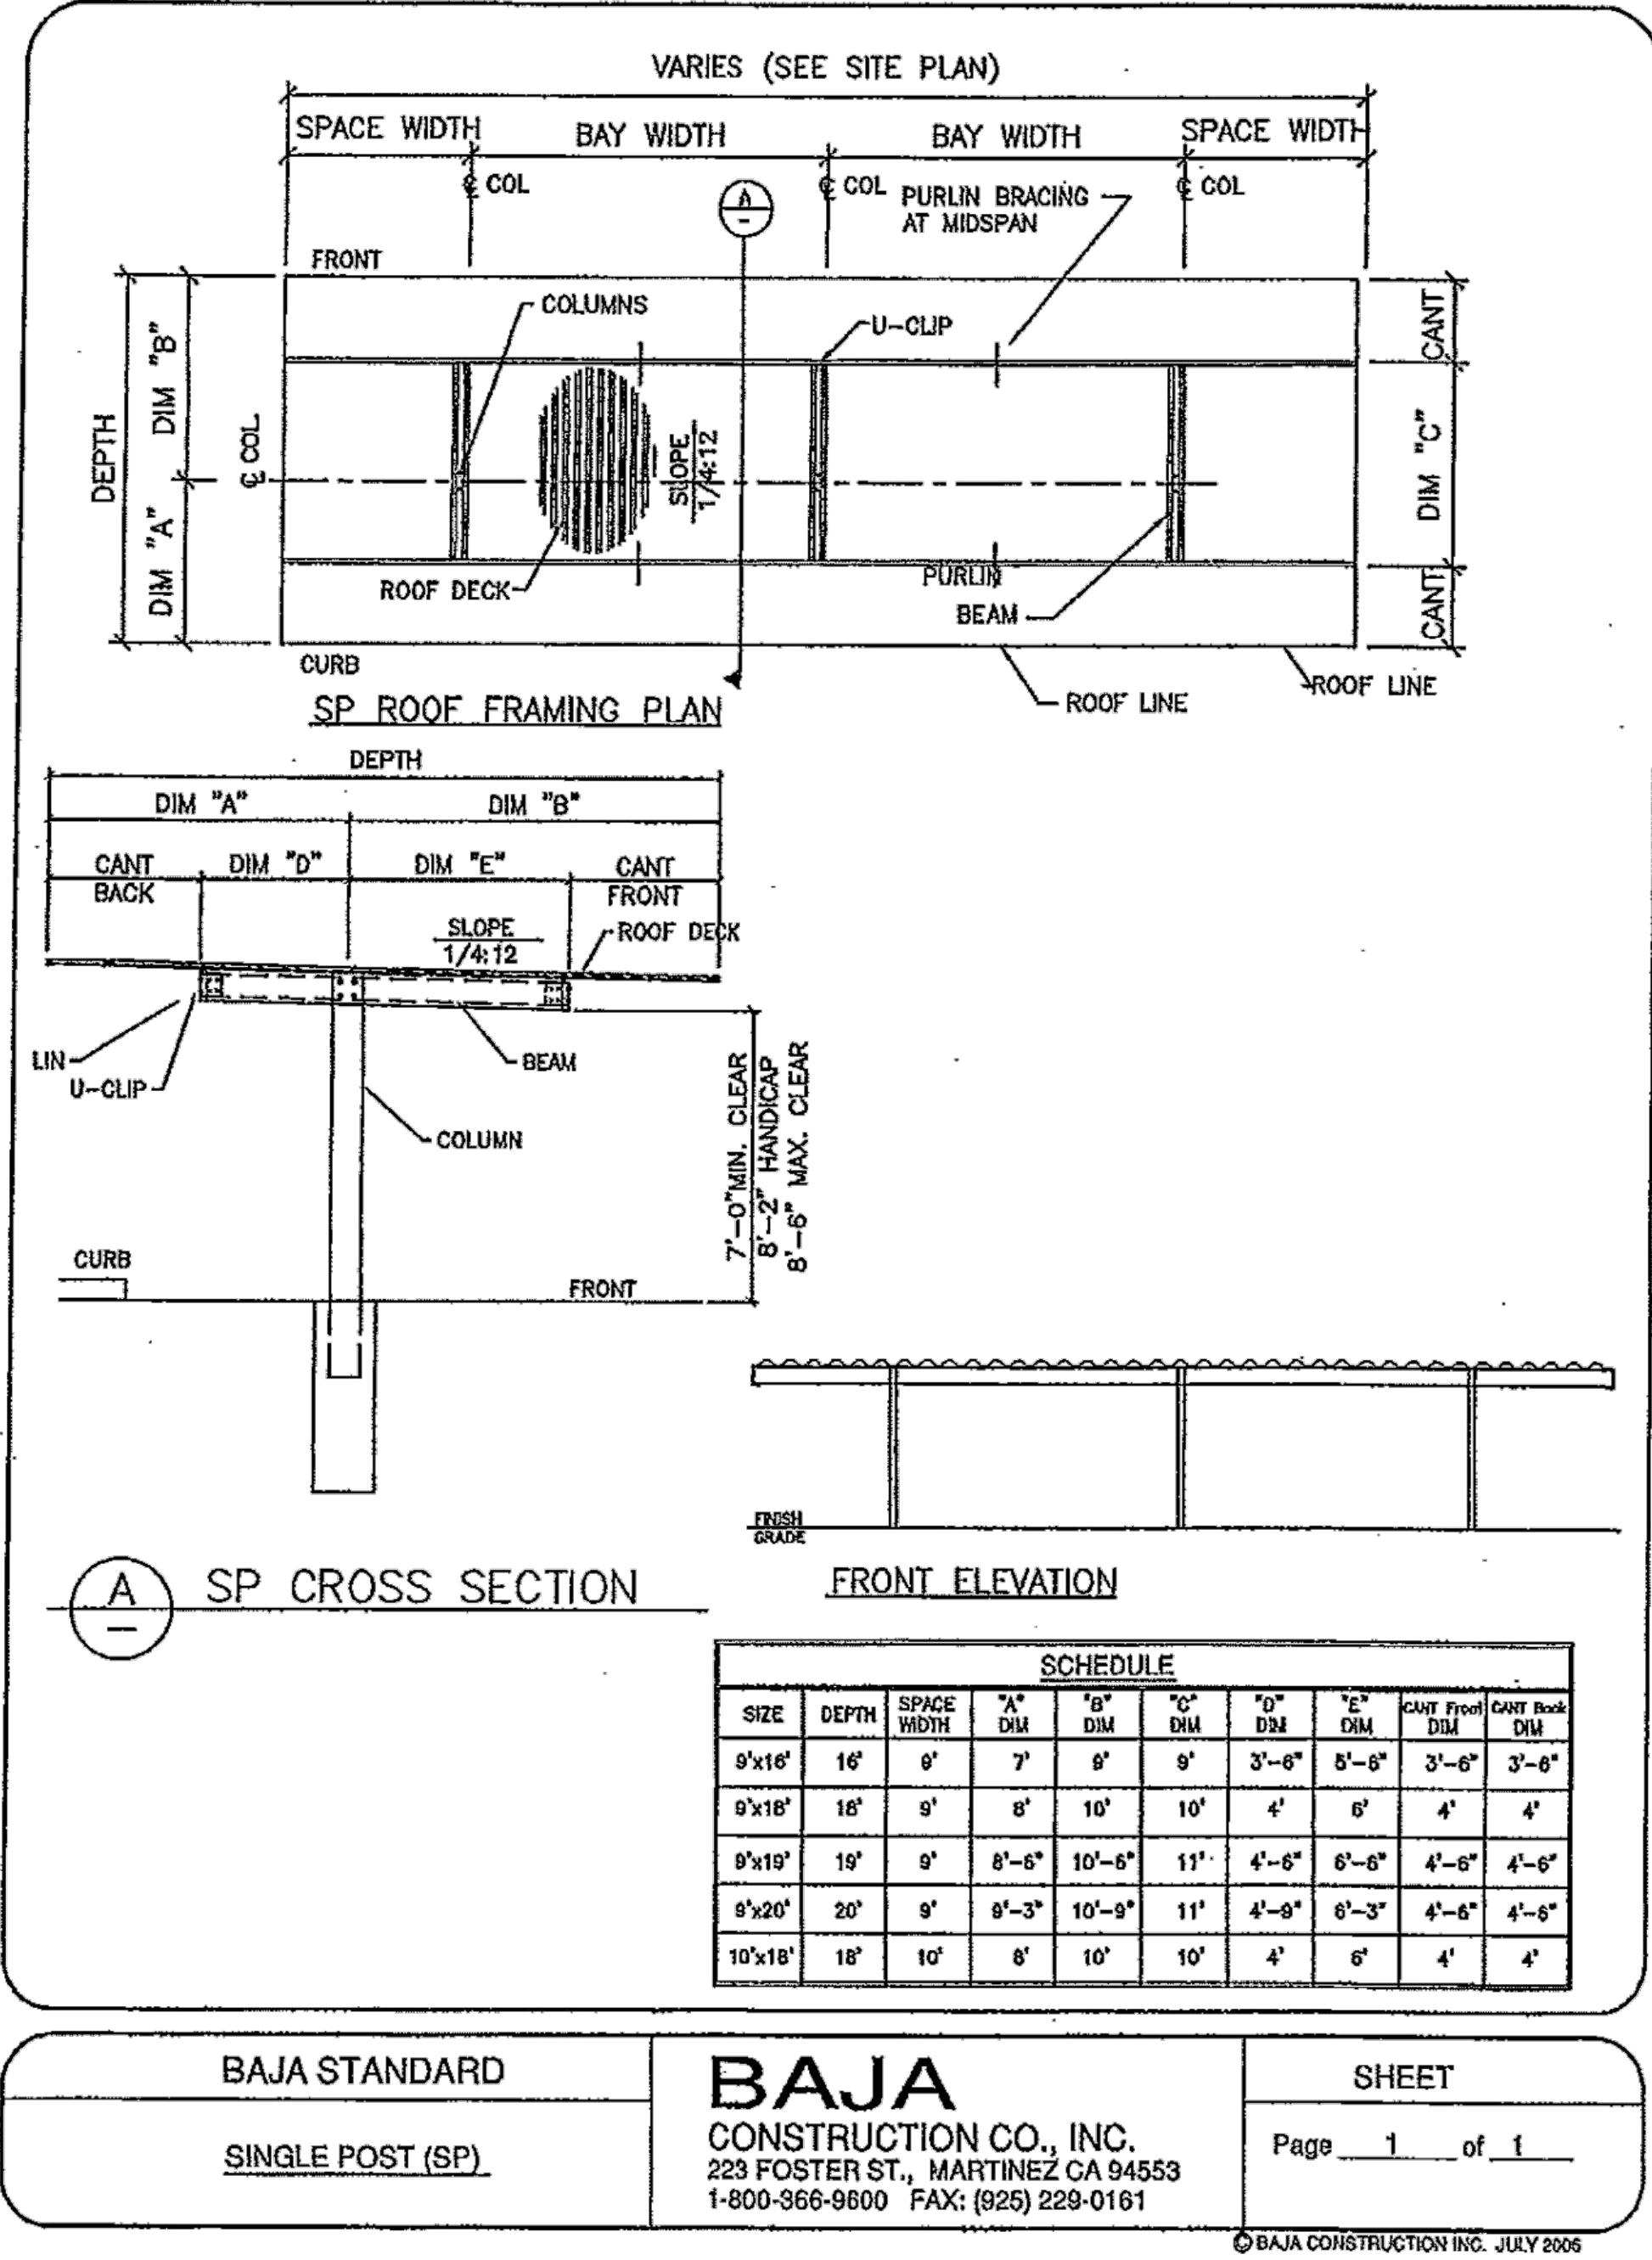 VARIES (SEE SITE PLAN)
SPACE WIDTH BAY WIDTH BAY WIDTH SPACE WIDTH
℄ COL ℄ COL ℄ COL
A
-
PURLIN BRACING
AT MIDSPAN
FRONT
COLUMNS
U-CLIP
CANT
DIM "B"
DEPTH
℄ COL.
DIM "A"
SLOPE
1/4:12
DIM "C"
ROOF DECK
PURLIN
BEAM
CANT
CURB
ROOF LINE
ROOF LINE
SP ROOF FRAMING PLAN
DEPTH
DIM "A" DIM "B"
CANT DIM "D" DIM "E" CANT
BACK FRONT
SLOPE
1/4:12
ROOF DECK
LIN
U-CLIP
BEAM
COLUMN
7'-0"MIN. CLEAR
8'-2" HANDICAP
8'-6" MAX. CLEAR
CURB
FRONT
FINISH
GRADE
A
-
SP CROSS SECTION
FRONT ELEVATION
SCHEDULE
SIZE DEPTH SPACE WIDTH "A" DIM "B" DIM "C" DIM "D" DIM "E" DIM CANT Front DIM CANT Back DIM
9'x16' 16' 9' 7' 9' 9' 3'-6" 5'-6" 3'-6" 3'-6"
9'x18' 18' 9' 8' 10' 10' 4' 6' 4' 4'
9'x19' 19' 9' 8'-6" 10'-6" 11' 4'-6" 6'-6" 4'-6" 4'-6"
9'x20' 20' 9' 9'-3" 10'-9" 11' 4'-9" 6'-3" 4'-6" 4'-6"
10'x18' 18' 10' 8' 10' 10' 4' 6' 4' 4'
BAJA STANDARD
SINGLE POST (SP)
BAJA
CONSTRUCTION CO., INC.
223 FOSTER ST., MARTINEZ CA 94553
1-800-366-9600 FAX: (925) 229-0161
SHEET
Page 1 of 1
© BAJA CONSTRUCTION INC. JULY 2006